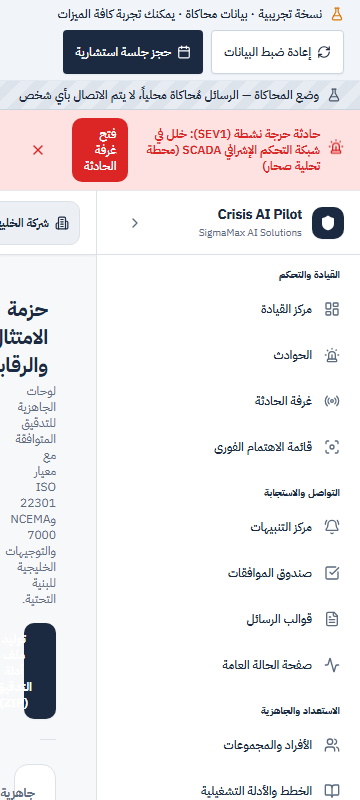 نسخة تجريبية · بيانات محاكاة · يمكنك تجربة كافة الميزات
إعادة ضبط البيانات
حجز جلسة استشارية
وضع المحاكاة — الرسائل مُحاكاة محلياً، لا يتم الاتصال بأي شخص
حادثة حرجة نشطة (SEV1): خلل في
شبكة التحكم الإشرافي SCADA (محطة
تحلية صحار)
فتح
غرفة
الحادثة
Crisis AI Pilot
SigmaMax AI Solutions
القيادة والتحكم
مركز القيادة
الحوادث
غرفة الحادثة
قائمة الاهتمام الفوري
التواصل والاستجابة
مركز التنبيهات
صندوق الموافقات
قوالب الرسائل
صفحة الحالة العامة
الاستعداد والجاهزية
الأفراد والمجموعات
الخطط والأدلة التشغيلية
شركة
حزمة
لوحات
الجاهزية
للتدقيق
المتوافقة
مع
معيار
ISO
22301
وNCEMA
7000
والتوجيهات
الخليجية
للبنية
التحتية.
جاهزية